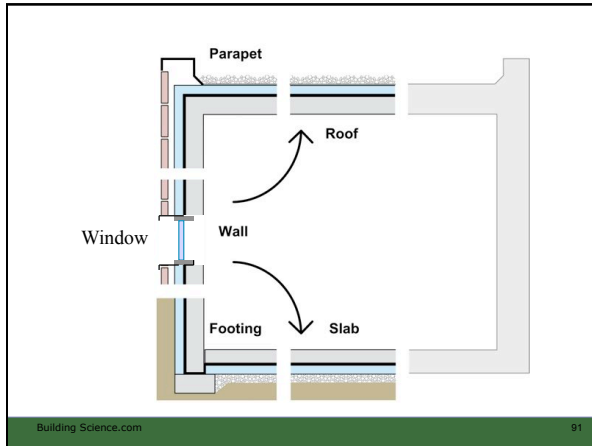 Parapet
Roof
Window
Wall
Footing
Slab
Building Science.com
91